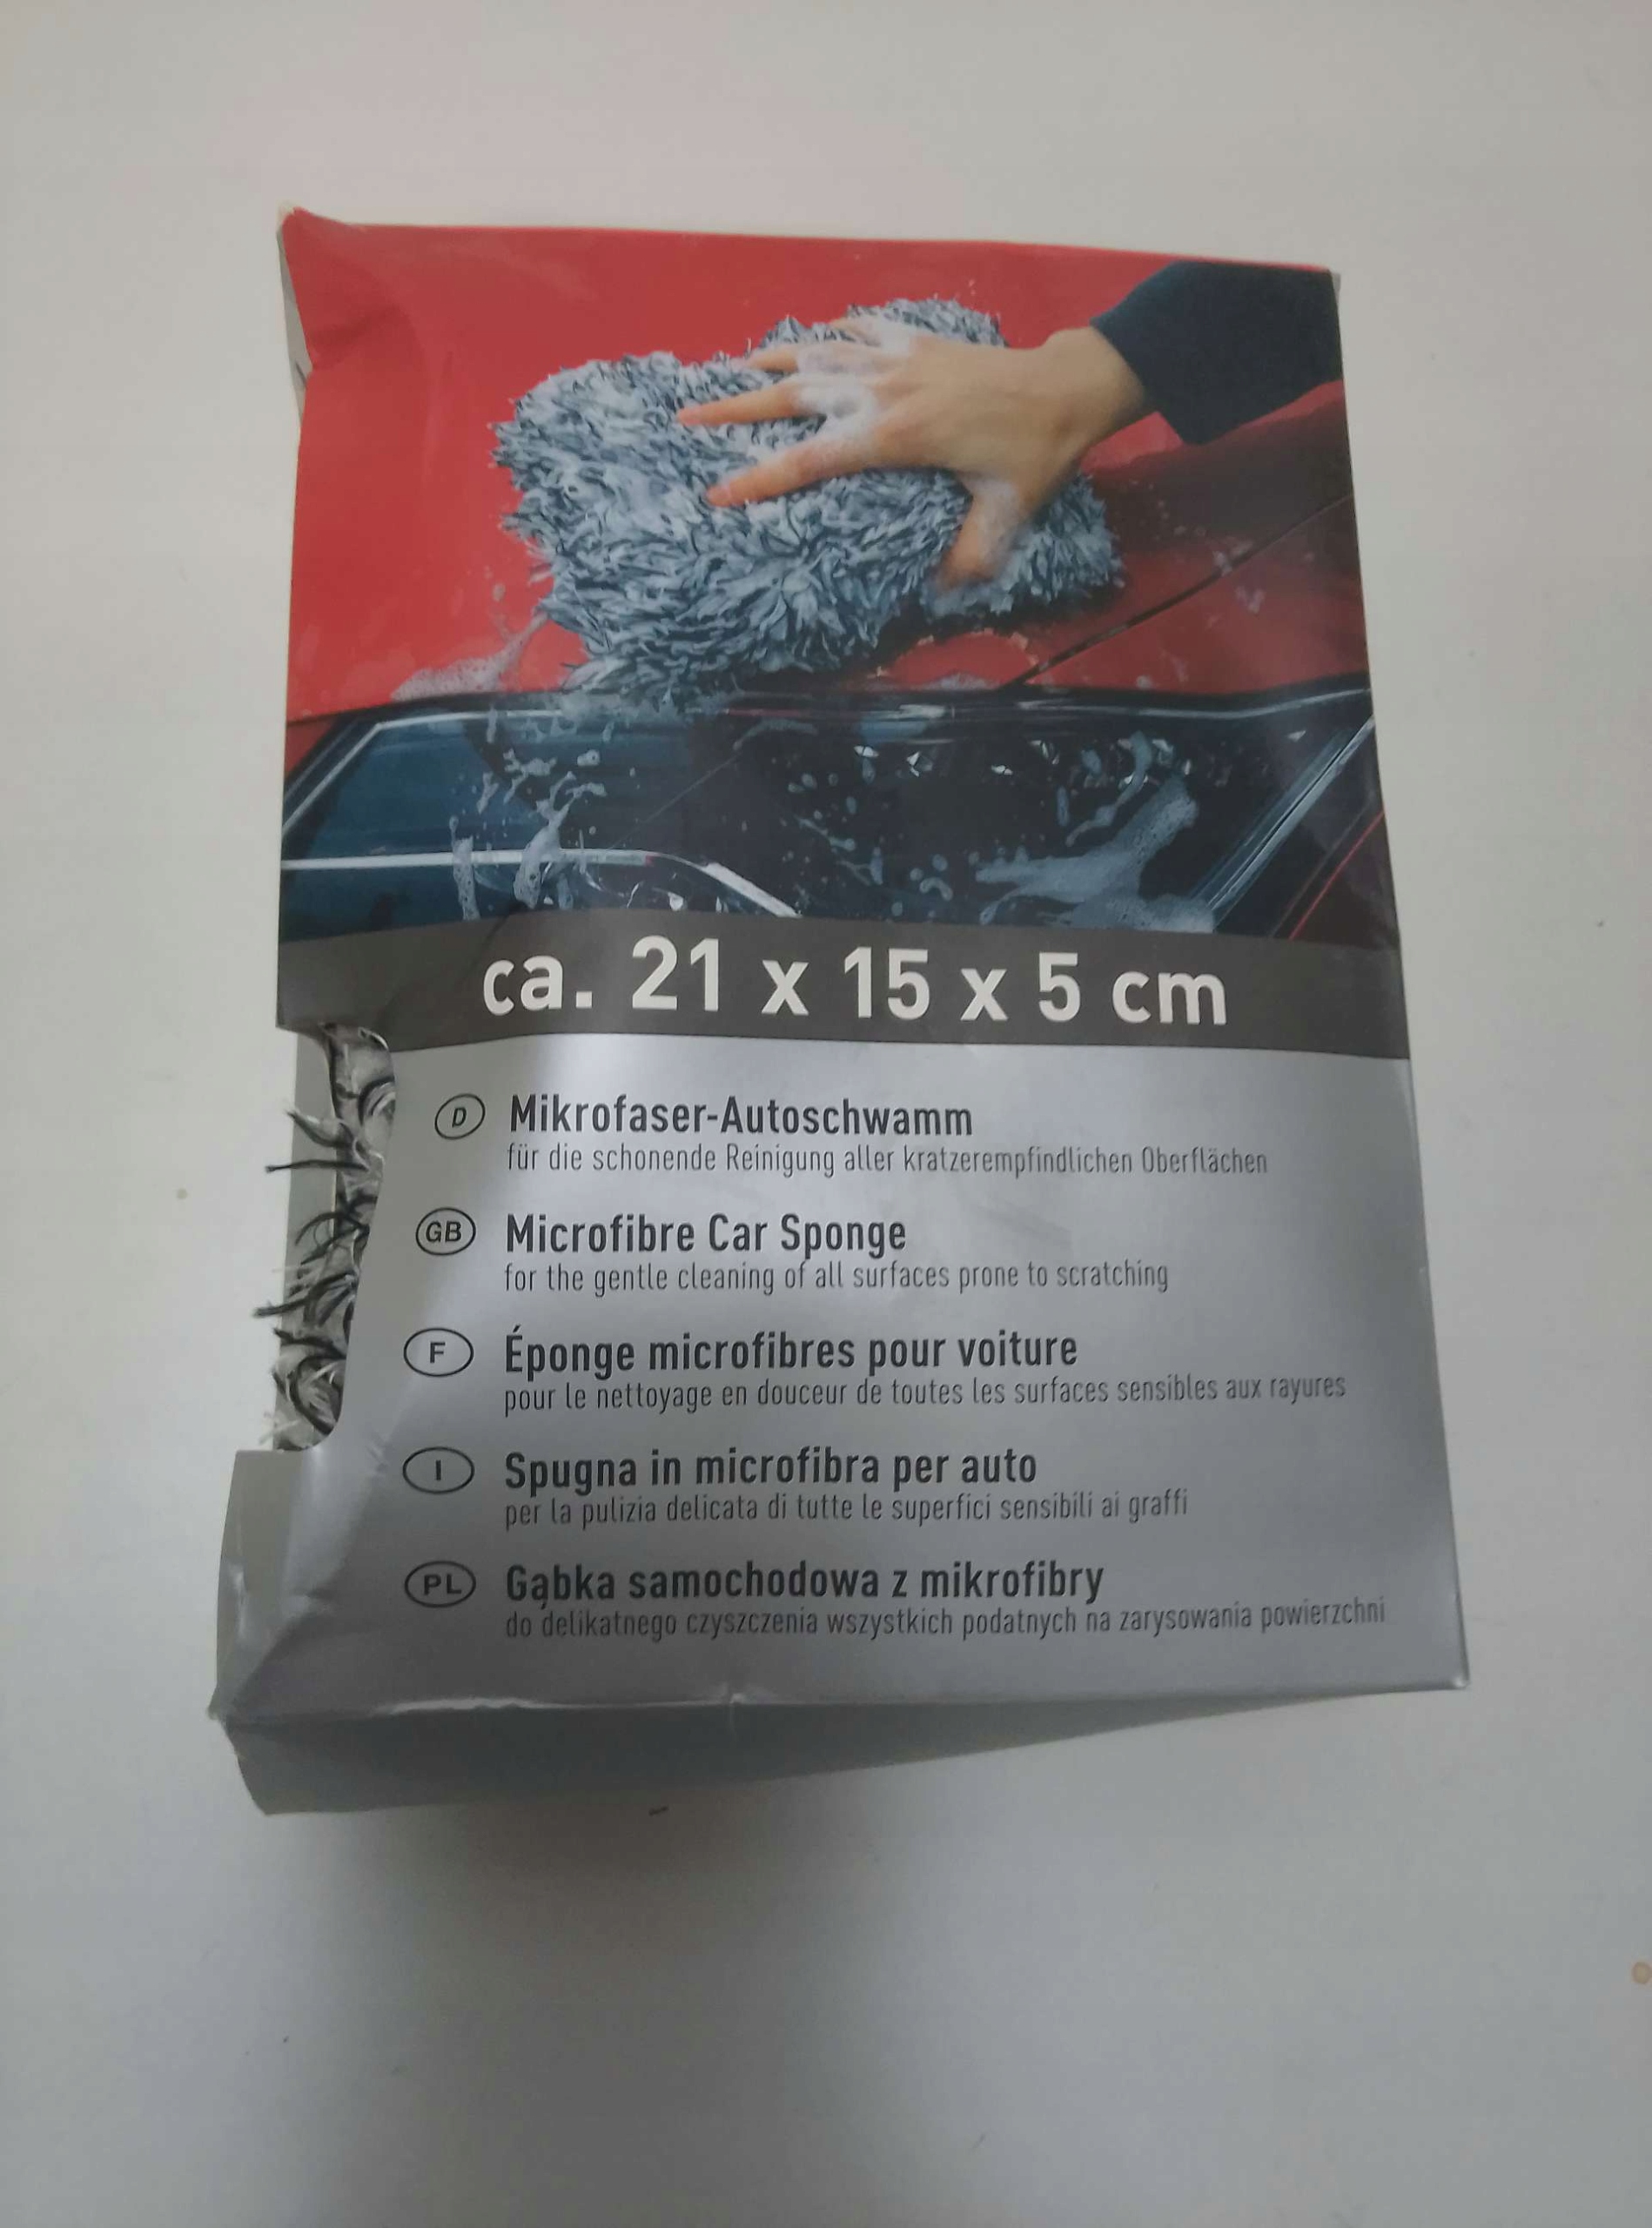 ca. 21 x 15 x 5 cm
D Mikrofaser-Autoschwamm
für die schonende Reinigung aller kratzerempfindlichen Oberflächen
GB Microfibre Car Sponge
for the gentle cleaning of all surfaces prone to scratching
F Éponge microfibres pour voiture
pour le nettoyage en douceur de toutes les surfaces sensibles aux rayures
I Spugna in microfibra per auto
per la pulizia delicata di tutte le superfici sensibili ai graffi
PL Gąbka samochodowa z mikrofibry
do delikatnego czyszczenia wszystkich podatnych na zarysowania powierzchni